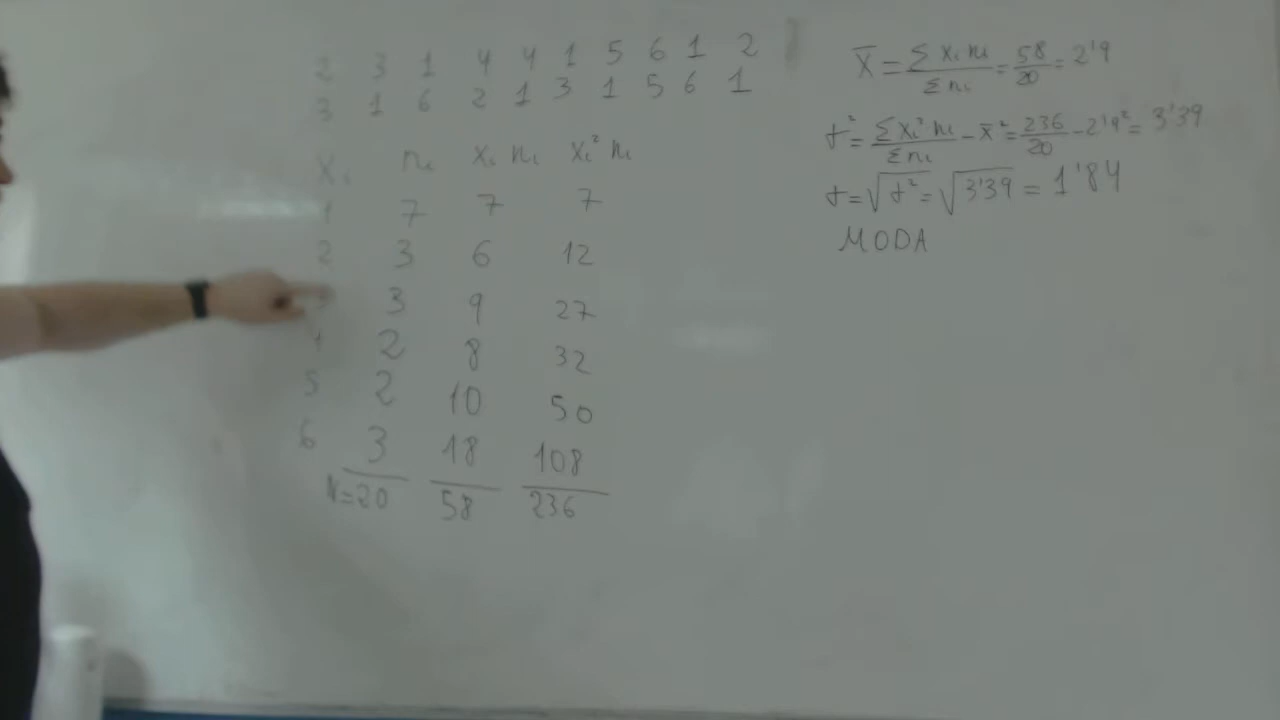 2 3 1 4 4 1 5 6 1 2
3 1 6 2 1 3 1 5 6 1
xᵢ nᵢ xᵢ nᵢ xᵢ² nᵢ
1 7 7 7
2 3 6 12
3 9 27
2 8 32
5 2 10 50
6 3 18 108
N=20 58 236
x̄ = Σ xᵢ nᵢ / Σ nᵢ = 58/20 = 2'9
σ² = Σ xᵢ² nᵢ / Σ nᵢ - x̄² = 236/20 - 2'9² = 3'39
σ = √σ² = √3'39 = 1'84
MODA